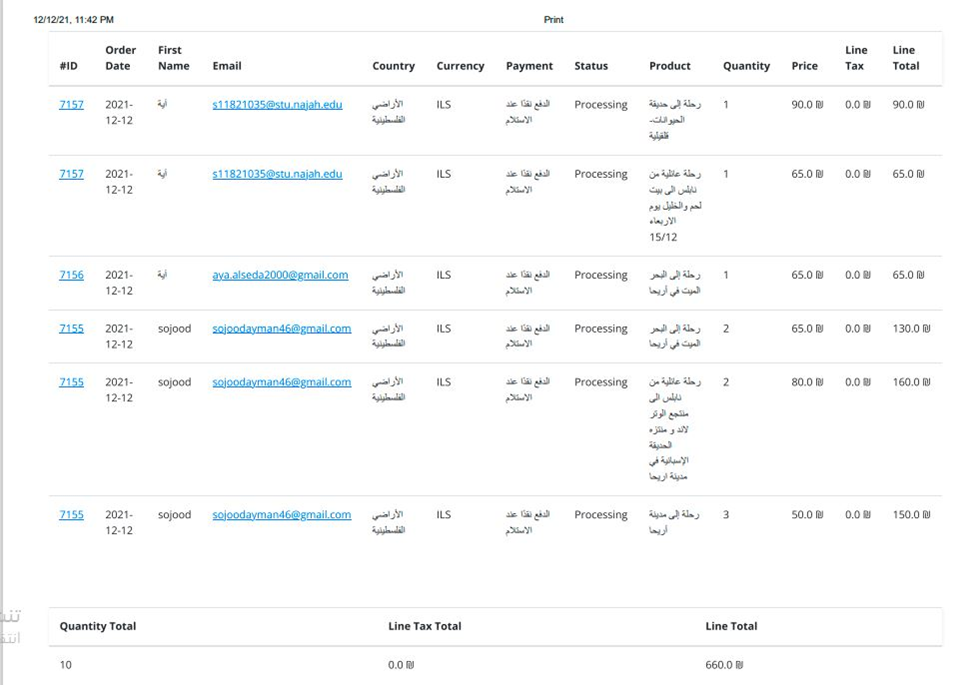 12/12/21, 11:42 PM Print
#ID Order Date First Name Email Country Currency Payment Status Product Quantity Price Line Tax Line Total
7157 2021-12-12 آية s11821035@stu.najah.edu الأراضي الفلسطينية ILS الدفع نقدًا عند الاستلام Processing رحلة إلى حديقة الحيوانات- قلقيلية 1 90.0 ₪ 0.0 ₪ 90.0 ₪
7157 2021-12-12 آية s11821035@stu.najah.edu الأراضي الفلسطينية ILS الدفع نقدًا عند الاستلام Processing رحلة عائلية من نابلس الى بيت لحم والخليل يوم الاربعاء 15/12 1 65.0 ₪ 0.0 ₪ 65.0 ₪
7156 2021-12-12 آية aya.alseda2000@gmail.com الأراضي الفلسطينية ILS الدفع نقدًا عند الاستلام Processing رحلة إلى البحر الميت في أريحا 1 65.0 ₪ 0.0 ₪ 65.0 ₪
7155 2021-12-12 sojood sojoodayman46@gmail.com الأراضي الفلسطينية ILS الدفع نقدًا عند الاستلام Processing رحلة إلى البحر الميت في أريحا 2 65.0 ₪ 0.0 ₪ 130.0 ₪
7155 2021-12-12 sojood sojoodayman46@gmail.com الأراضي الفلسطينية ILS الدفع نقدًا عند الاستلام Processing رحلة عائلية من نابلس الى منتجع الوتر لاند و منتزه الحديقة الإسبانية في مدينة اريحا 2 80.0 ₪ 0.0 ₪ 160.0 ₪
7155 2021-12-12 sojood sojoodayman46@gmail.com الأراضي الفلسطينية ILS الدفع نقدًا عند الاستلام Processing رحلة إلى مدينة أريحا 3 50.0 ₪ 0.0 ₪ 150.0 ₪
Quantity Total Line Tax Total Line Total
10 0.0 ₪ 660.0 ₪